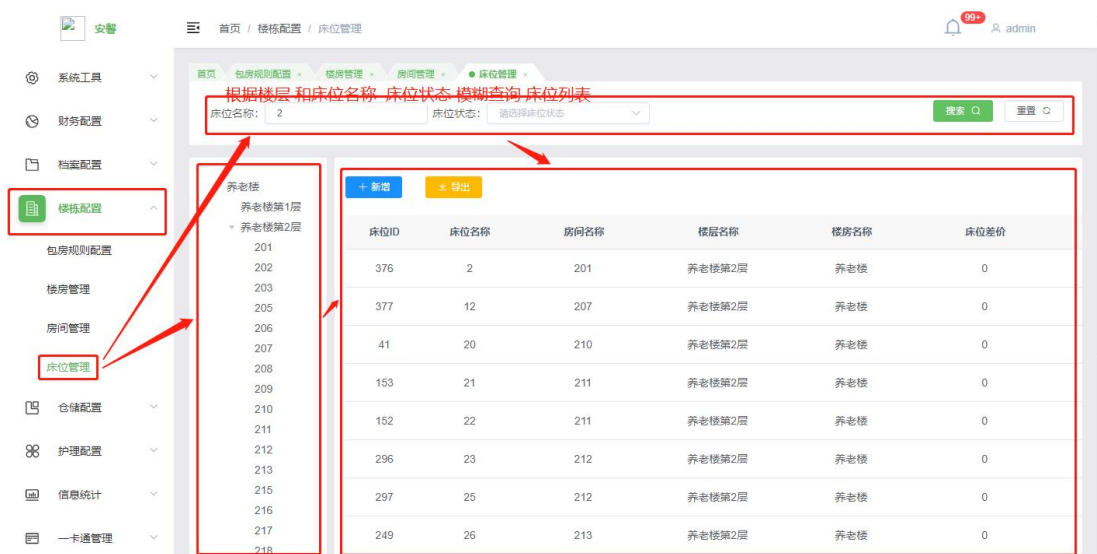 安馨
首页 / 楼栋配置 / 床位管理
99+
admin
系统工具
财务配置
档案配置
楼栋配置
包房规则配置
楼房管理
房间管理
床位管理
仓储配置
护理配置
信息统计
一卡通管理
首页 包房规则配置 × 楼房管理 × 房间管理 × 床位管理 ×
根据楼层 和床位名称 床位状态 模糊查询 床位列表
床位名称: 2 床位状态: 请选择床位状态 搜索 重置
养老楼
养老楼第1层
养老楼第2层
201
202
203
205
206
207
208
209
210
211
212
213
215
216
217
218
+ 新增 导出
床位ID 床位名称 房间名称 楼层名称 楼房名称 床位差价
376 2 201 养老楼第2层 养老楼 0
377 12 207 养老楼第2层 养老楼 0
41 20 210 养老楼第2层 养老楼 0
153 21 211 养老楼第2层 养老楼 0
152 22 211 养老楼第2层 养老楼 0
296 23 212 养老楼第2层 养老楼 0
297 25 212 养老楼第2层 养老楼 0
249 26 213 养老楼第2层 养老楼 0